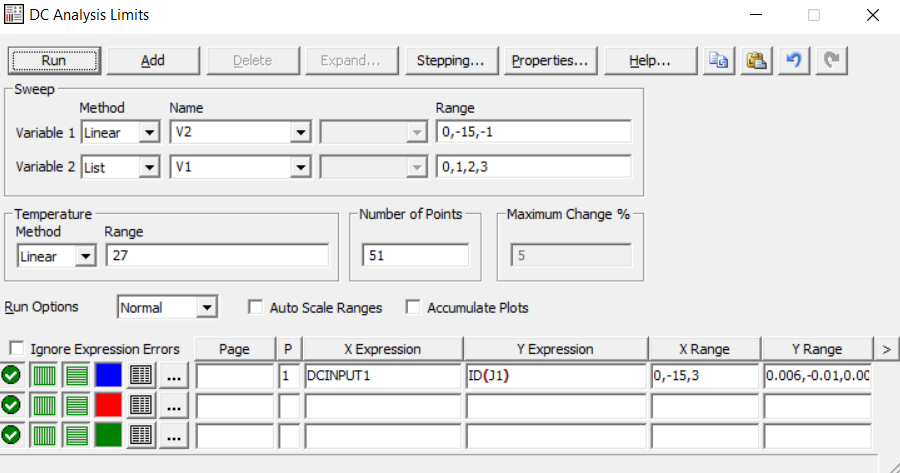 DC Analysis Limits
Run Add Delete Expand... Stepping... Properties... Help...
Sweep
Method Name Range
Variable 1 Linear V2 0,-15,-1
Variable 2 List V1 0,1,2,3
Temperature Number of Points Maximum Change %
Method Range
Linear 27 51 5
Run Options Normal Auto Scale Ranges Accumulate Plots
Ignore Expression Errors Page P X Expression Y Expression X Range Y Range >
... 1 DCINPUT1 ID(J1) 0,-15,3 0.006,-0.01,0.00
...
...